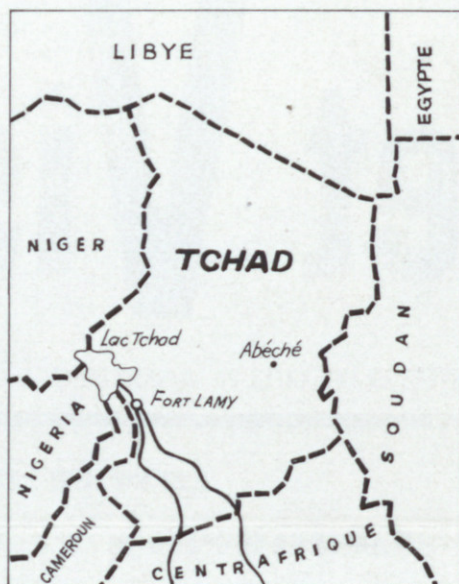 LIBYE
EGYPTE
NIGER
TCHAD
Lac Tchad
Abéché
SOUDAN
FORT LAMY
NIGERIA
CAMEROUN
CENTRAFRIQUE